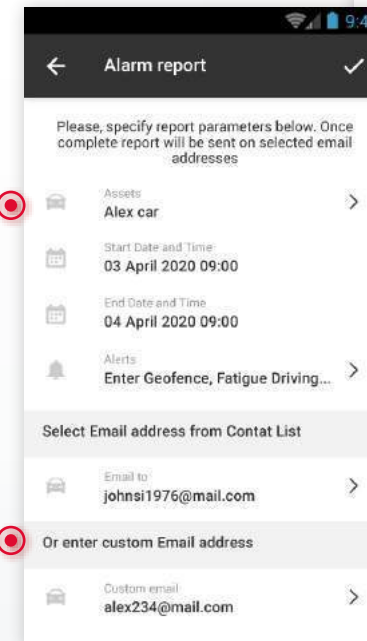 9:4
Alarm report
Please, specify report parameters below. Once
complete report will be sent on selected email
addresses
Assets
Alex car
Start Date and Time
03 April 2020 09:00
End Date and Time
04 April 2020 09:00
Alerts
Enter Geofence, Fatigue Driving...
Select Email address from Contat List
Email to
johnsi1976@mail.com
Or enter custom Email address
Custom email
alex234@mail.com